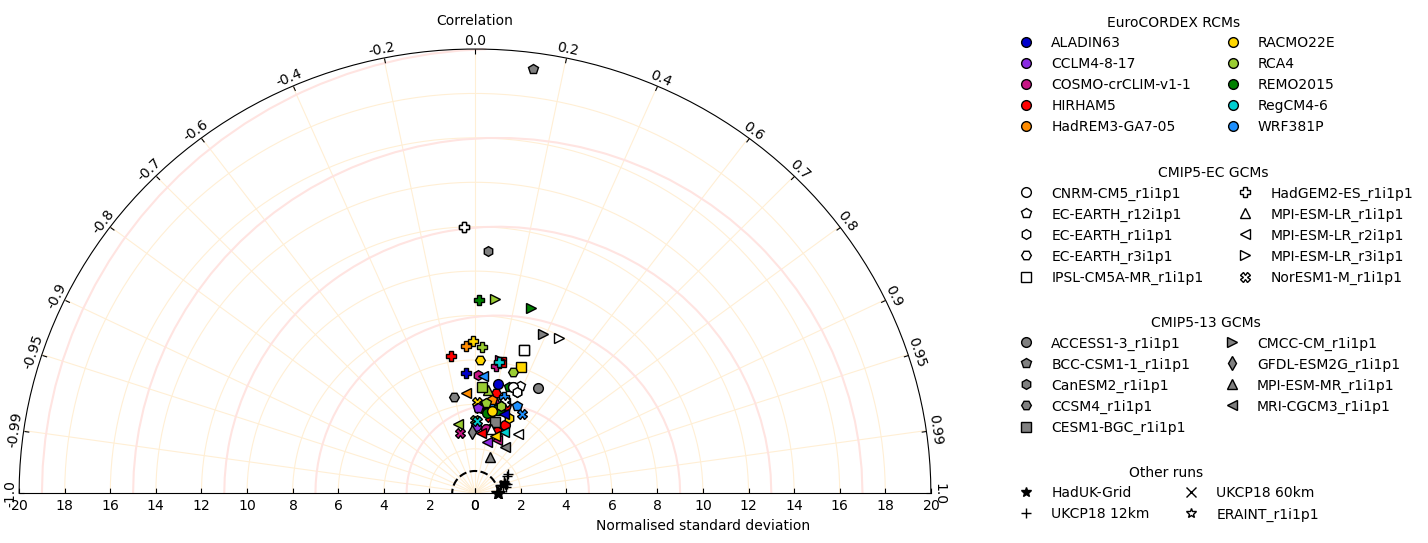 Correlation
0.0
-0.2
0.2
-0.4
0.4
-0.6
0.6
-0.7
0.7
-0.8
0.8
-0.9
0.9
-0.95
0.95
-0.99
0.99
-1.0
1.0
20 18 16 14 12 10 8 6 4 2 0 0 2 4 6 8 10 12 14 16 18 20
Normalised standard deviation
EuroCORDEX RCMs
ALADIN63 RACMO22E
CCLM4-8-17 RCA4
COSMO-crCLIM-v1-1 REMO2015
HIRHAM5 RegCM4-6
HadREM3-GA7-05 WRF381P
CMIP5-EC GCMs
CNRM-CM5_r1i1p1 HadGEM2-ES_r1i1p1
EC-EARTH_r12i1p1 MPI-ESM-LR_r1i1p1
EC-EARTH_r1i1p1 MPI-ESM-LR_r2i1p1
EC-EARTH_r3i1p1 MPI-ESM-LR_r3i1p1
IPSL-CM5A-MR_r1i1p1 NorESM1-M_r1i1p1
CMIP5-13 GCMs
ACCESS1-3_r1i1p1 CMCC-CM_r1i1p1
BCC-CSM1-1_r1i1p1 GFDL-ESM2G_r1i1p1
CanESM2_r1i1p1 MPI-ESM-MR_r1i1p1
CCSM4_r1i1p1 MRI-CGCM3_r1i1p1
CESM1-BGC_r1i1p1
Other runs
HadUK-Grid UKCP18 60km
UKCP18 12km ERAINT_r1i1p1